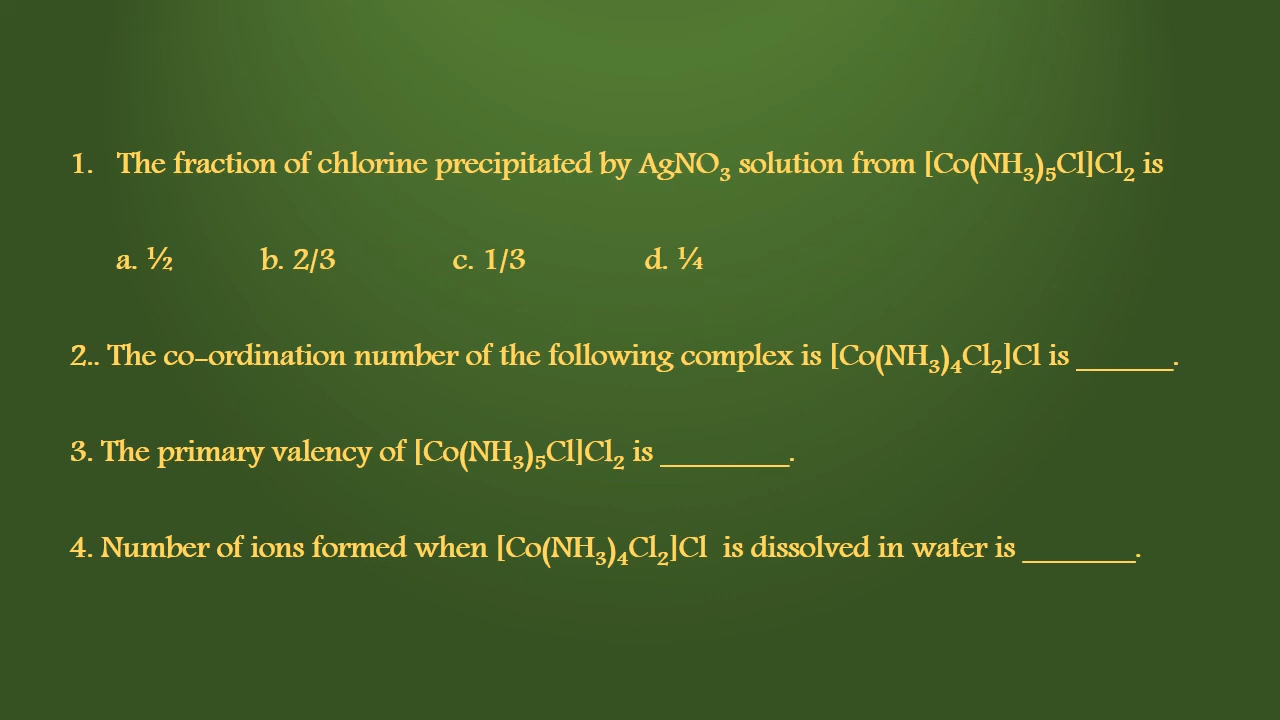 1. The fraction of chlorine precipitated by AgNO₃ solution from [Co(NH₃)₅Cl]Cl₂ is
a. ½ b. 2/3 c. 1/3 d. ¼
2.. The co-ordination number of the following complex is [Co(NH₃)₄Cl₂]Cl is _______.
3. The primary valency of [Co(NH₃)₅Cl]Cl₂ is _________.
4. Number of ions formed when [Co(NH₃)₄Cl₂]Cl is dissolved in water is ________.